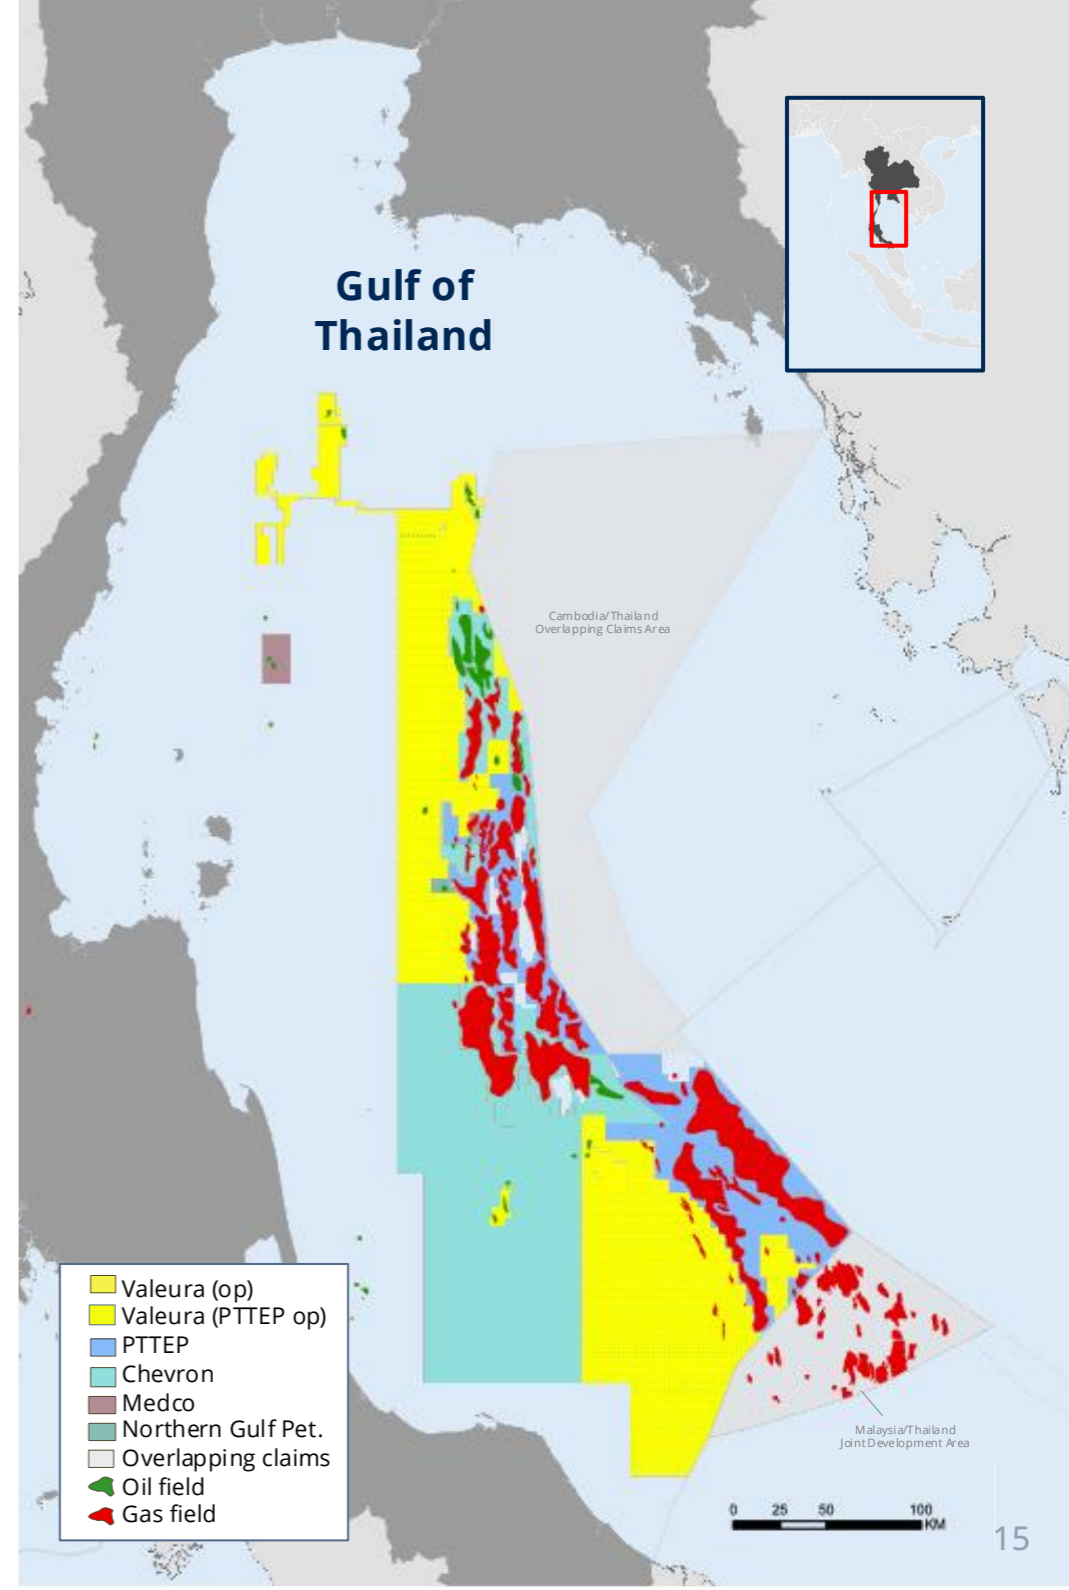 Gulf of
Thailand
Cambodia/Thailand
Overlapping Claims Area
Valeura (op)
Valeura (PTTEP op)
PTTEP
Chevron
Medco
Northern Gulf Pet.
Overlapping claims
Oil field
Gas field
Malaysia/Thailand
Joint Development Area
0 25 50 100
KM
15